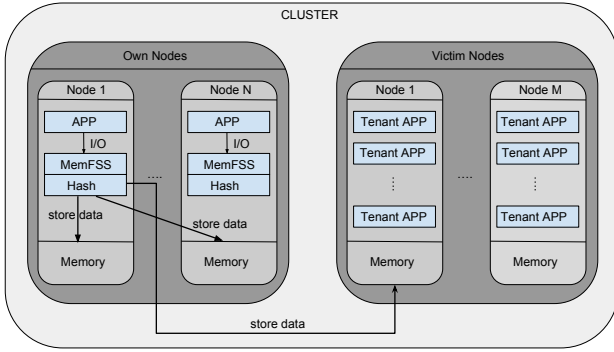 CLUSTER
Own Nodes
Node 1
APP
I/O
MemFSS
Hash
store data
Memory
....
Node N
APP
I/O
MemFSS
Hash
store data
Memory
Victim Nodes
Node 1
Tenant APP
Tenant APP
Tenant APP
Memory
....
Node M
Tenant APP
Tenant APP
Tenant APP
Memory
store data